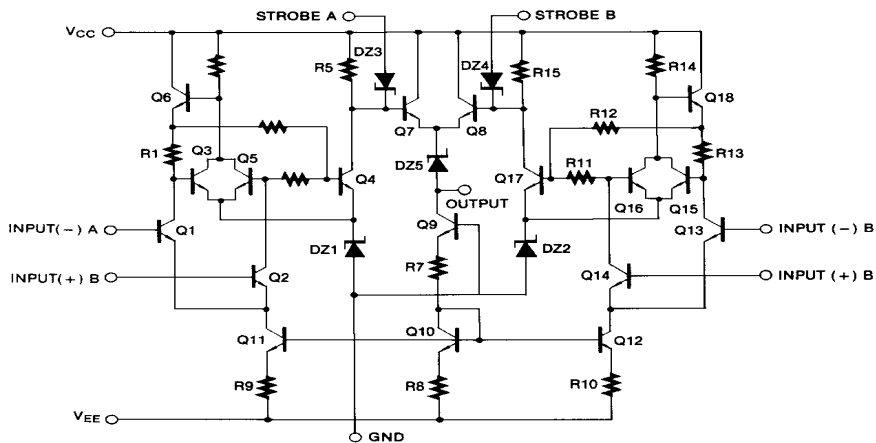 STROBE A
STROBE B
VCC
DZ3
DZ4
R5
R15
R14
Q6
Q7
Q8
Q18
R12
R1
Q3
Q5
Q4
DZ5
Q17
R11
R13
OUTPUT
Q16
Q15
INPUT(−) A
Q1
Q9
Q13
INPUT (−) B
DZ1
DZ2
INPUT(+) B
Q2
R7
Q14
INPUT (+) B
Q11
Q10
Q12
R9
R8
R10
VEE
GND